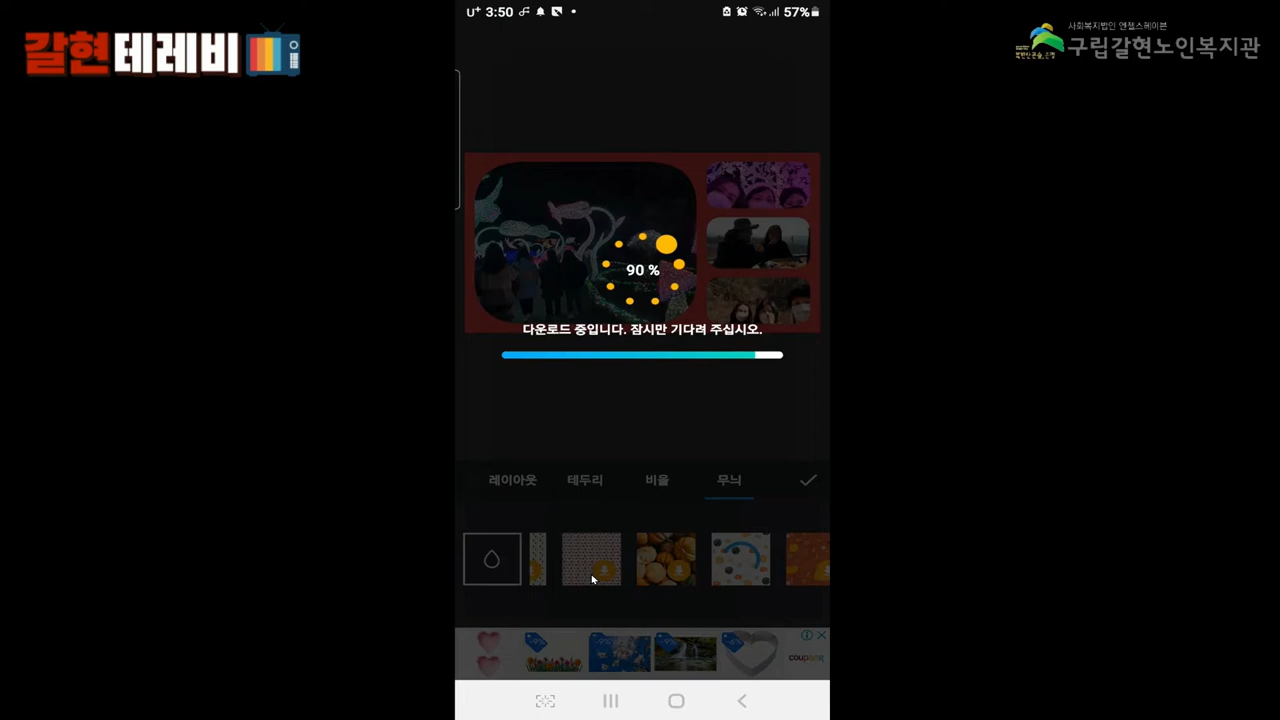 갈현테레비
사회복지법인 엔젤스헤이븐
구립갈현노인복지관
U+ 3:50
57%
90 %
다운로드 중입니다. 잠시만 기다려 주십시오.
레이아웃 테두리 비율 무늬
coupang